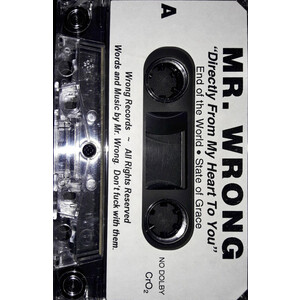 A
MR. WRONG
“Directly From My Heart To You”
End of the World • State of Grace
Wrong Records ~ All Rights Reserved
Words and Music by Mr. Wrong. Don't fuck with them.
NO DOLBY
CrO₂